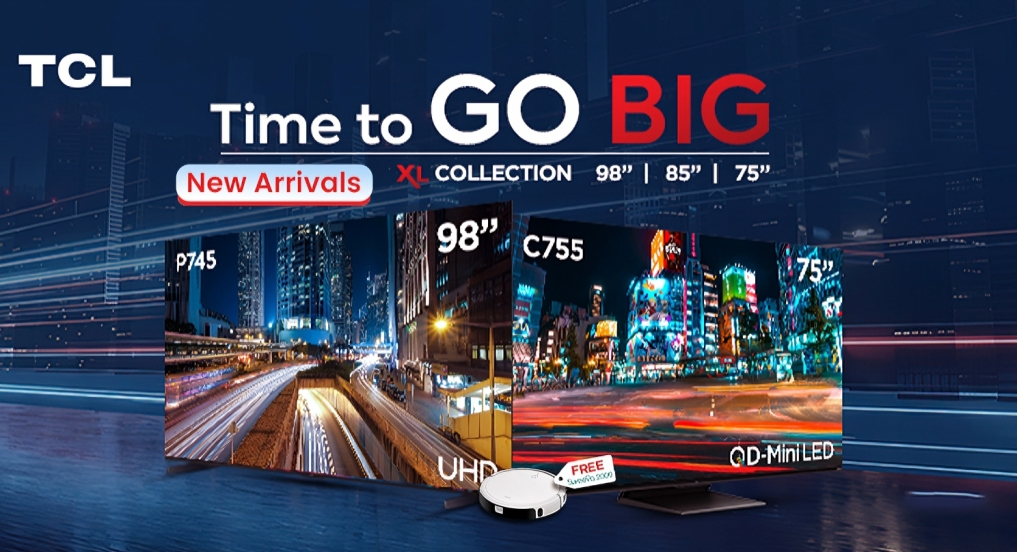 TCL
Time to GO BIG
New Arrivals
XL COLLECTION 98” | 85” | 75”
P745
98”
C755
75”
UHD
QD-Mini LED
FREE